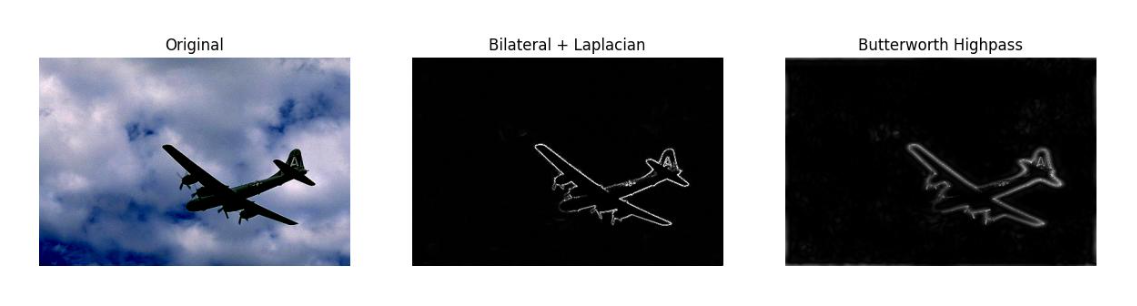 Original
Bilateral + Laplacian
Butterworth Highpass
A
A
A